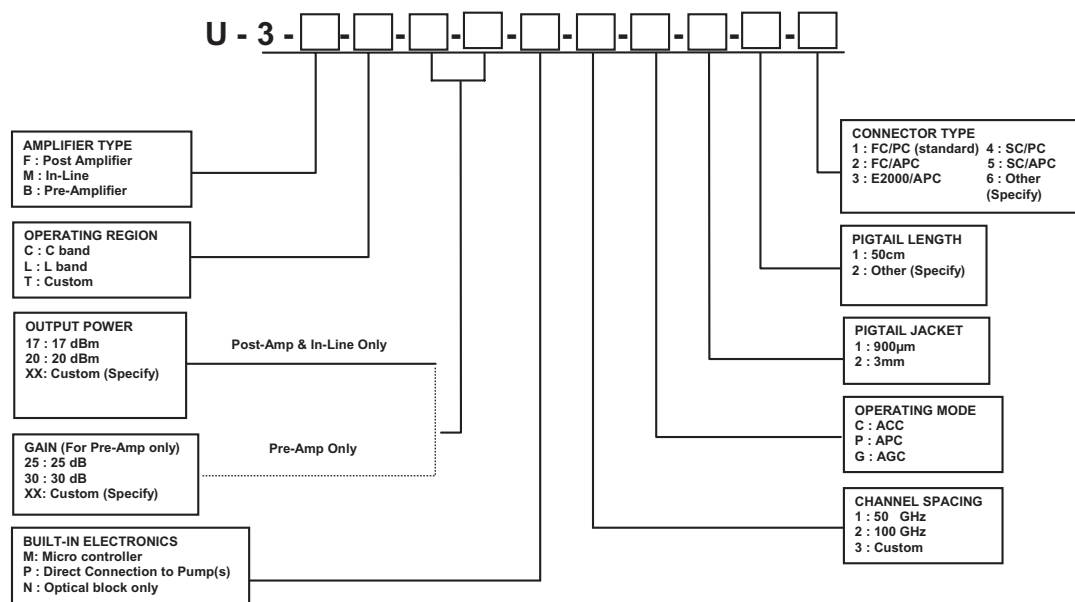 U - 3 - - - - - - - - - -
AMPLIFIER TYPE
F : Post Amplifier
M : In-Line
B : Pre-Amplifier
OPERATING REGION
C : C band
L : L band
T : Custom
OUTPUT POWER
17 : 17 dBm
20 : 20 dBm
XX: Custom (Specify)
Post-Amp & In-Line Only
GAIN (For Pre-Amp only)
25 : 25 dB
30 : 30 dB
XX: Custom (Specify)
Pre-Amp Only
BUILT-IN ELECTRONICS
M: Micro controller
P : Direct Connection to Pump(s)
N : Optical block only
CONNECTOR TYPE
1 : FC/PC (standard) 4 : SC/PC
2 : FC/APC 5 : SC/APC
3 : E2000/APC 6 : Other
(Specify)
PIGTAIL LENGTH
1 : 50cm
2 : Other (Specify)
PIGTAIL JACKET
1 : 900µm
2 : 3mm
OPERATING MODE
C : ACC
P : APC
G : AGC
CHANNEL SPACING
1 : 50 GHz
2 : 100 GHz
3 : Custom